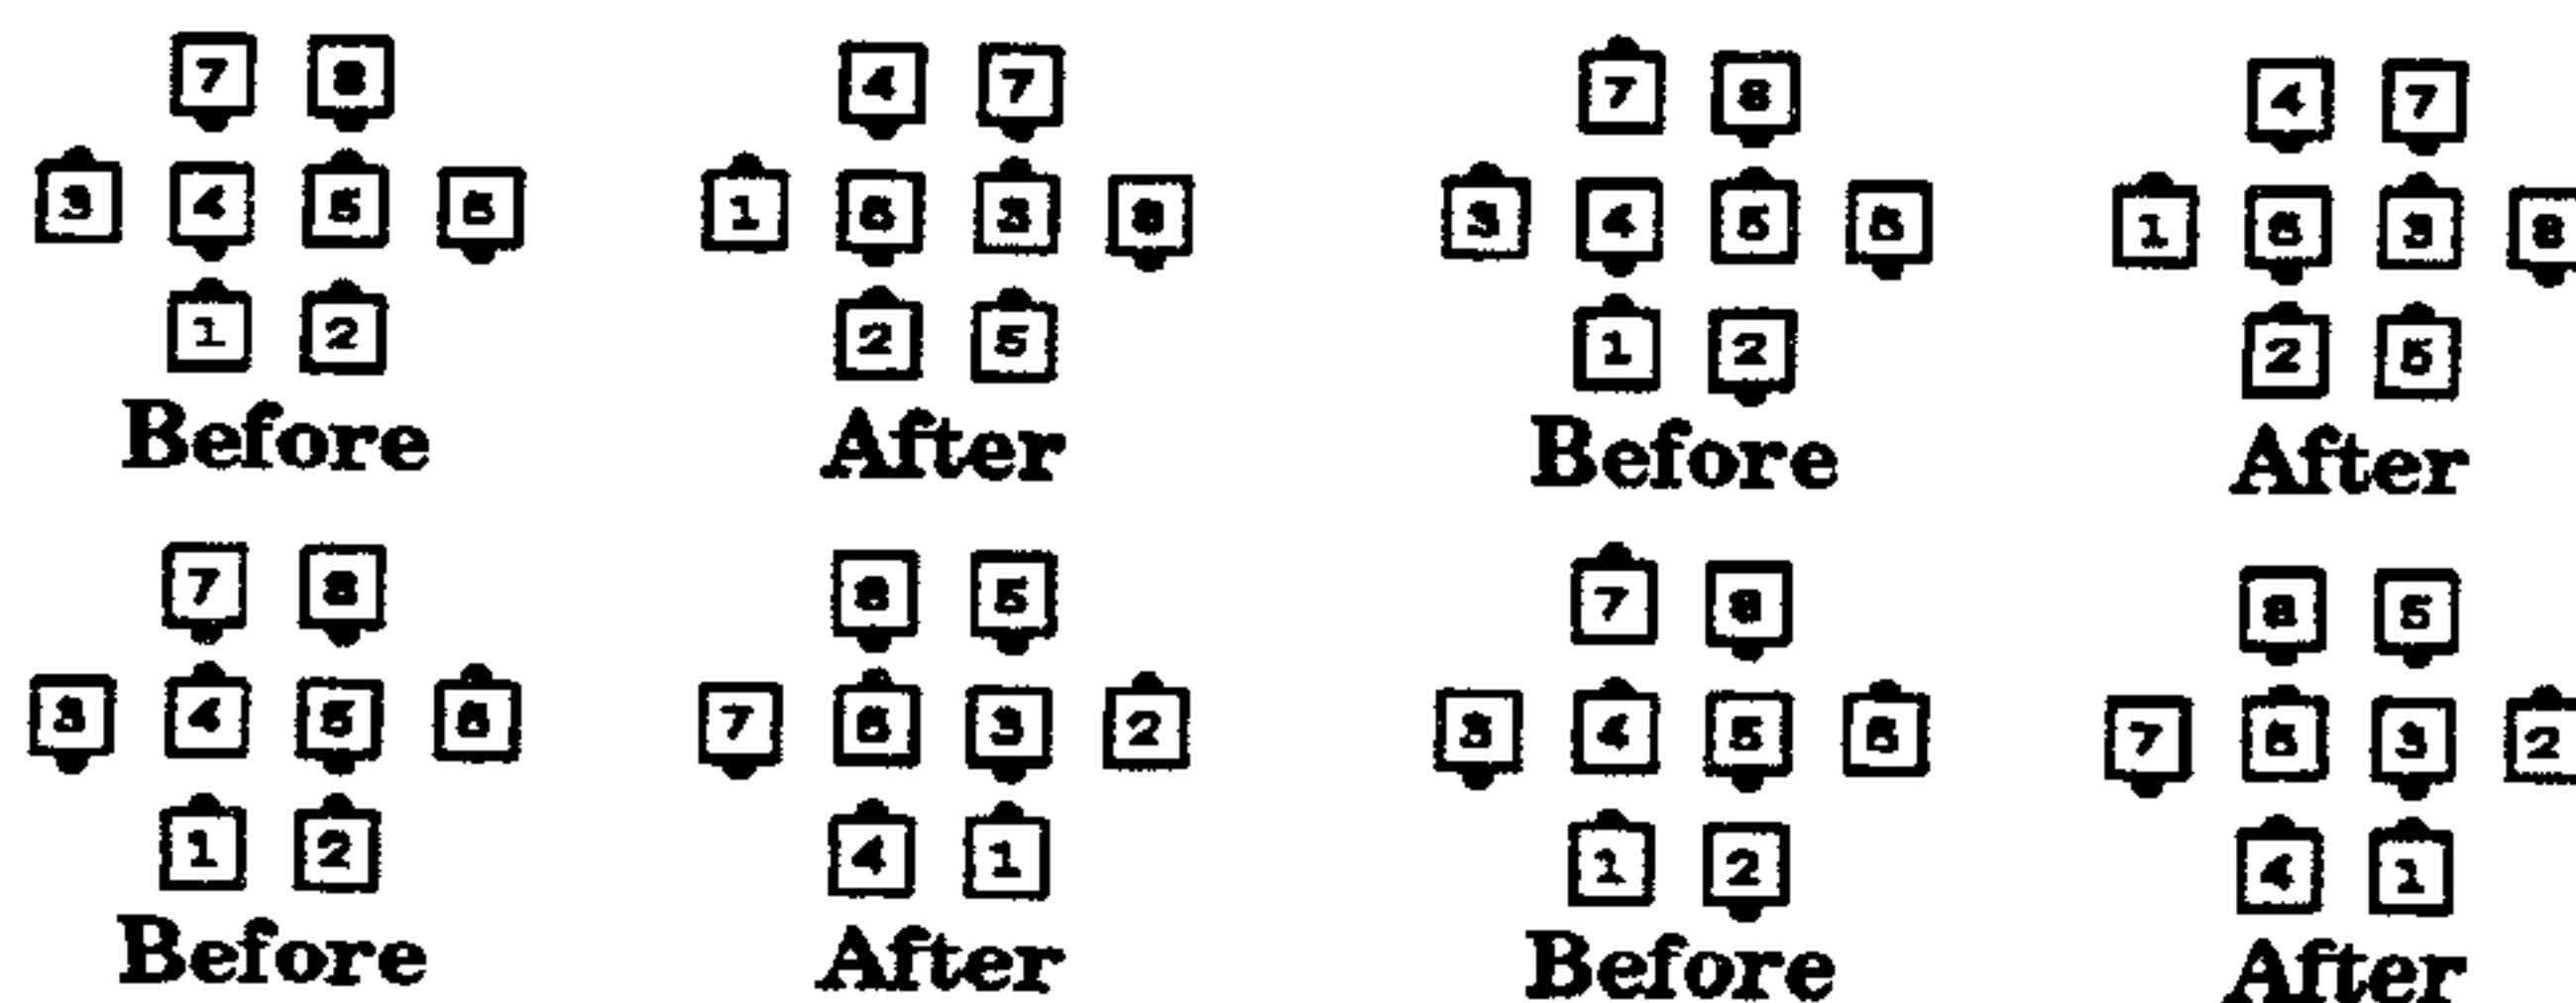 7 8 4 7 7 8 4 7
3 4 5 6 1 6 3 8 3 4 5 6 1 6 3 8
1 2 2 5 1 2 2 5
Before After Before After
7 8 8 5 7 8 8 5
3 4 5 6 7 6 3 2 3 4 5 6 7 6 3 2
1 2 4 1 1 2 4 1
Before After Before After